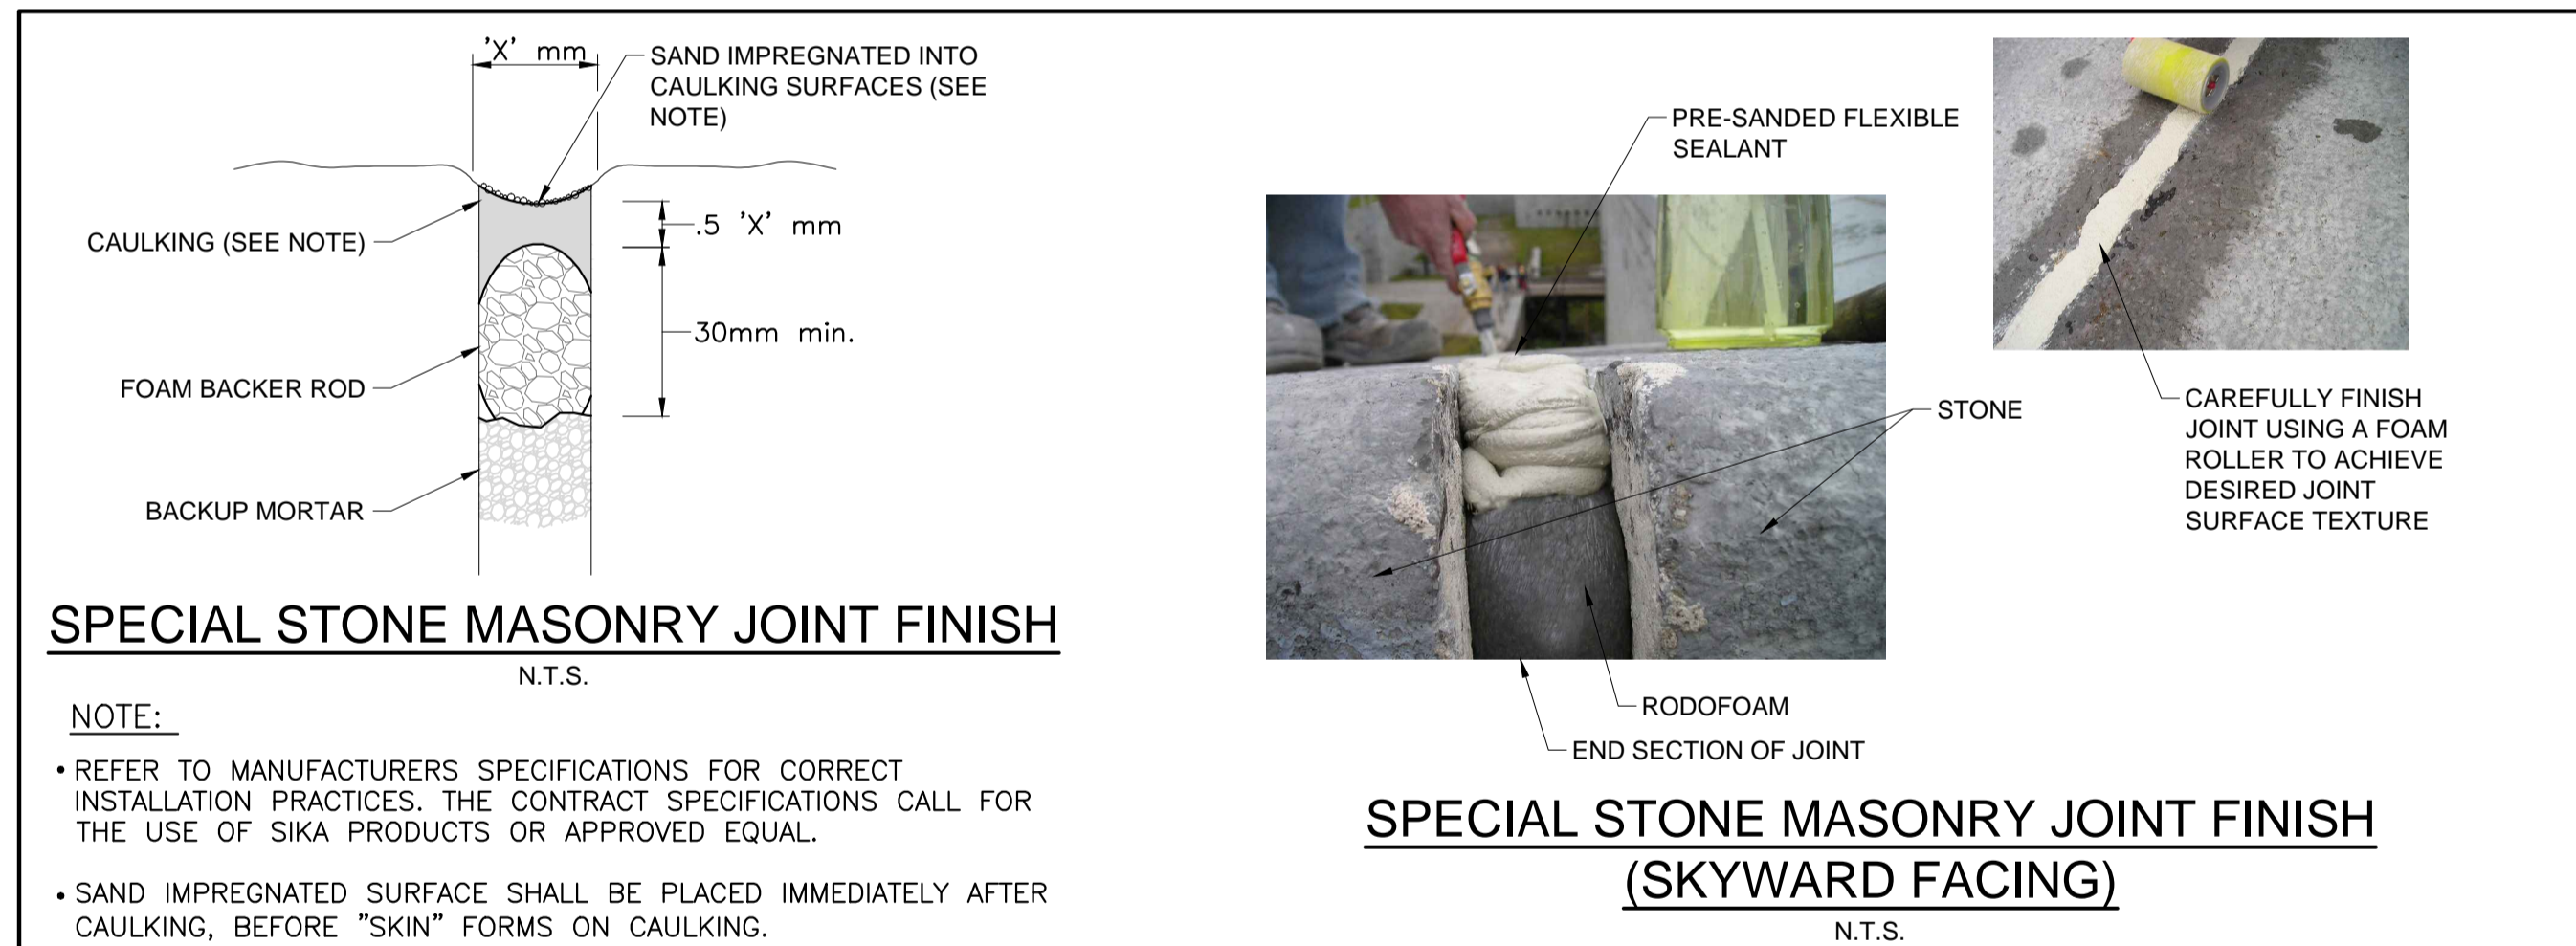 'X' mm
SAND IMPREGNATED INTO
CAULKING SURFACES (SEE
NOTE)
CAULKING (SEE NOTE)
.5 'X' mm
30mm min.
FOAM BACKER ROD
BACKUP MORTAR
SPECIAL STONE MASONRY JOINT FINISH
N.T.S.
NOTE:
• REFER TO MANUFACTURERS SPECIFICATIONS FOR CORRECT
INSTALLATION PRACTICES. THE CONTRACT SPECIFICATIONS CALL FOR
THE USE OF SIKA PRODUCTS OR APPROVED EQUAL.
• SAND IMPREGNATED SURFACE SHALL BE PLACED IMMEDIATELY AFTER
CAULKING, BEFORE "SKIN" FORMS ON CAULKING.
PRE-SANDED FLEXIBLE
SEALANT
STONE
CAREFULLY FINISH
JOINT USING A FOAM
ROLLER TO ACHIEVE
DESIRED JOINT
SURFACE TEXTURE
RODOFOAM
END SECTION OF JOINT
SPECIAL STONE MASONRY JOINT FINISH
(SKYWARD FACING)
N.T.S.